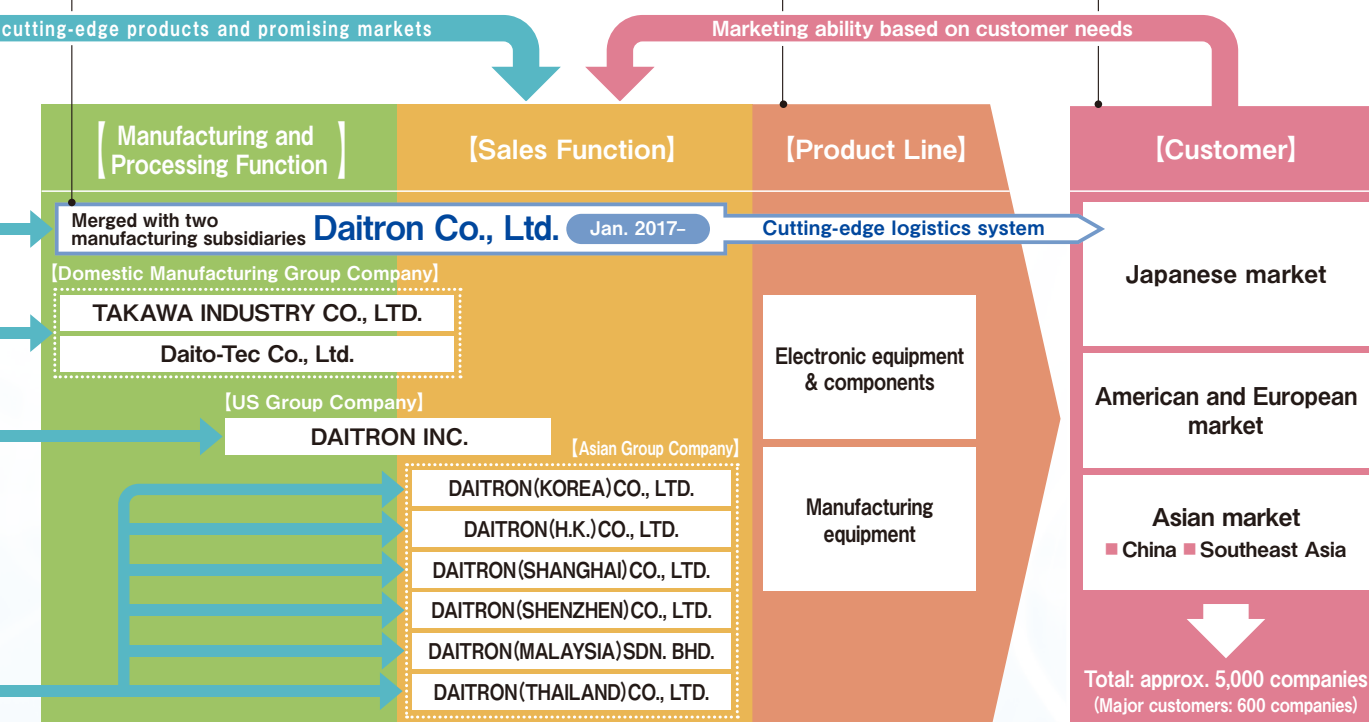 cutting-edge products and promising markets
Marketing ability based on customer needs
【Manufacturing and
Processing Function】
【Sales Function】
【Product Line】
【Customer】
Merged with two
manufacturing subsidiaries
Daitron Co., Ltd.
Jan. 2017–
Cutting-edge logistics system
【Domestic Manufacturing Group Company】
TAKAWA INDUSTRY CO., LTD.
Daito-Tec Co., Ltd.
【US Group Company】
DAITRON INC.
【Asian Group Company】
DAITRON(KOREA)CO., LTD.
DAITRON(H.K.)CO., LTD.
DAITRON(SHANGHAI)CO., LTD.
DAITRON(SHENZHEN)CO., LTD.
DAITRON(MALAYSIA)SDN. BHD.
DAITRON(THAILAND)CO., LTD.
Electronic equipment
& components
Manufacturing
equipment
Japanese market
American and European
market
Asian market
■ China ■ Southeast Asia
Total: approx. 5,000 companies
(Major customers: 600 companies)